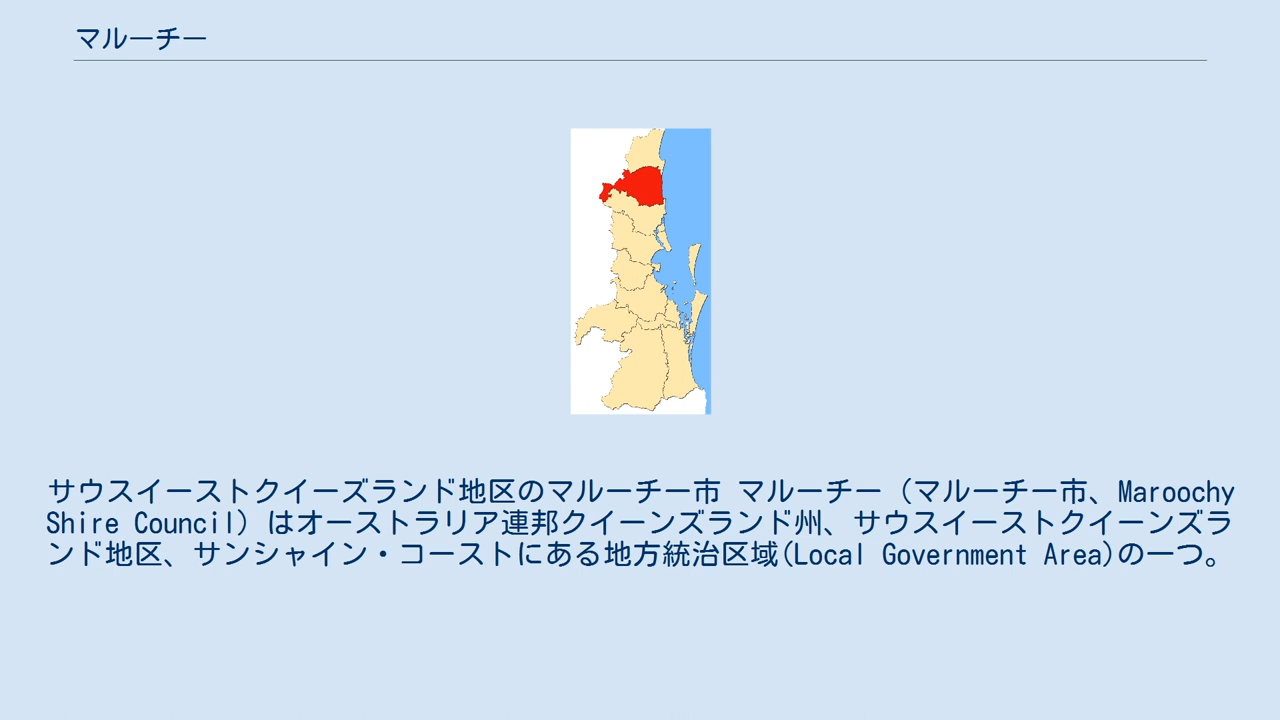 マルーチー
サウスイーストクイーズランド地区のマルーチー市 マルーチー（マルーチー市、Maroochy
Shire Council）はオーストラリア連邦クイーンズランド州、サウスイーストクイーンズラ
ンド地区、サンシャイン・コーストにある地方統治区域(Local Government Area)の一つ。